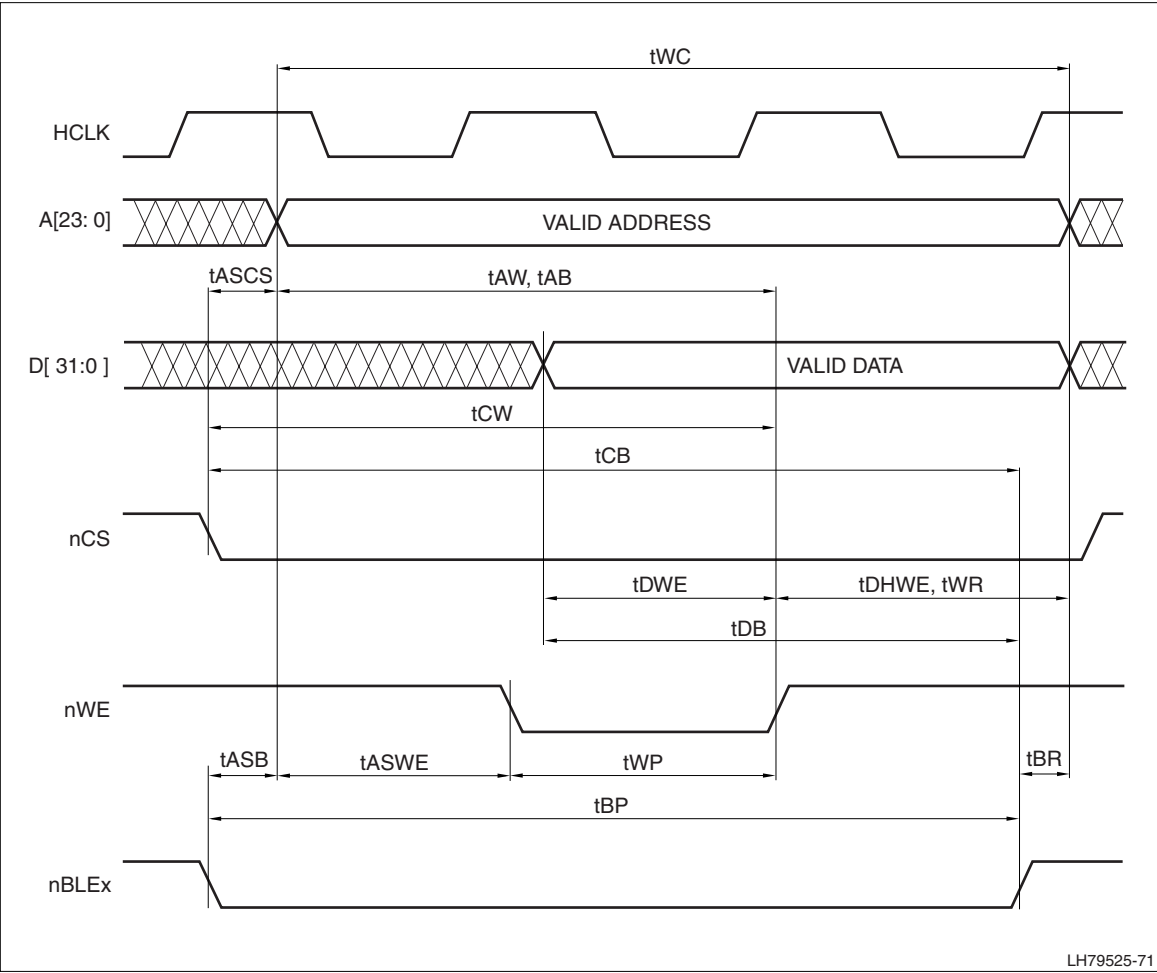 tWC
HCLK
A[23: 0]
VALID ADDRESS
tASCS
tAW, tAB
D[ 31:0 ]
VALID DATA
tCW
tCB
nCS
tDWE
tDHWE, tWR
tDB
nWE
tASB
tASWE
tWP
tBR
tBP
nBLEx
LH79525-71